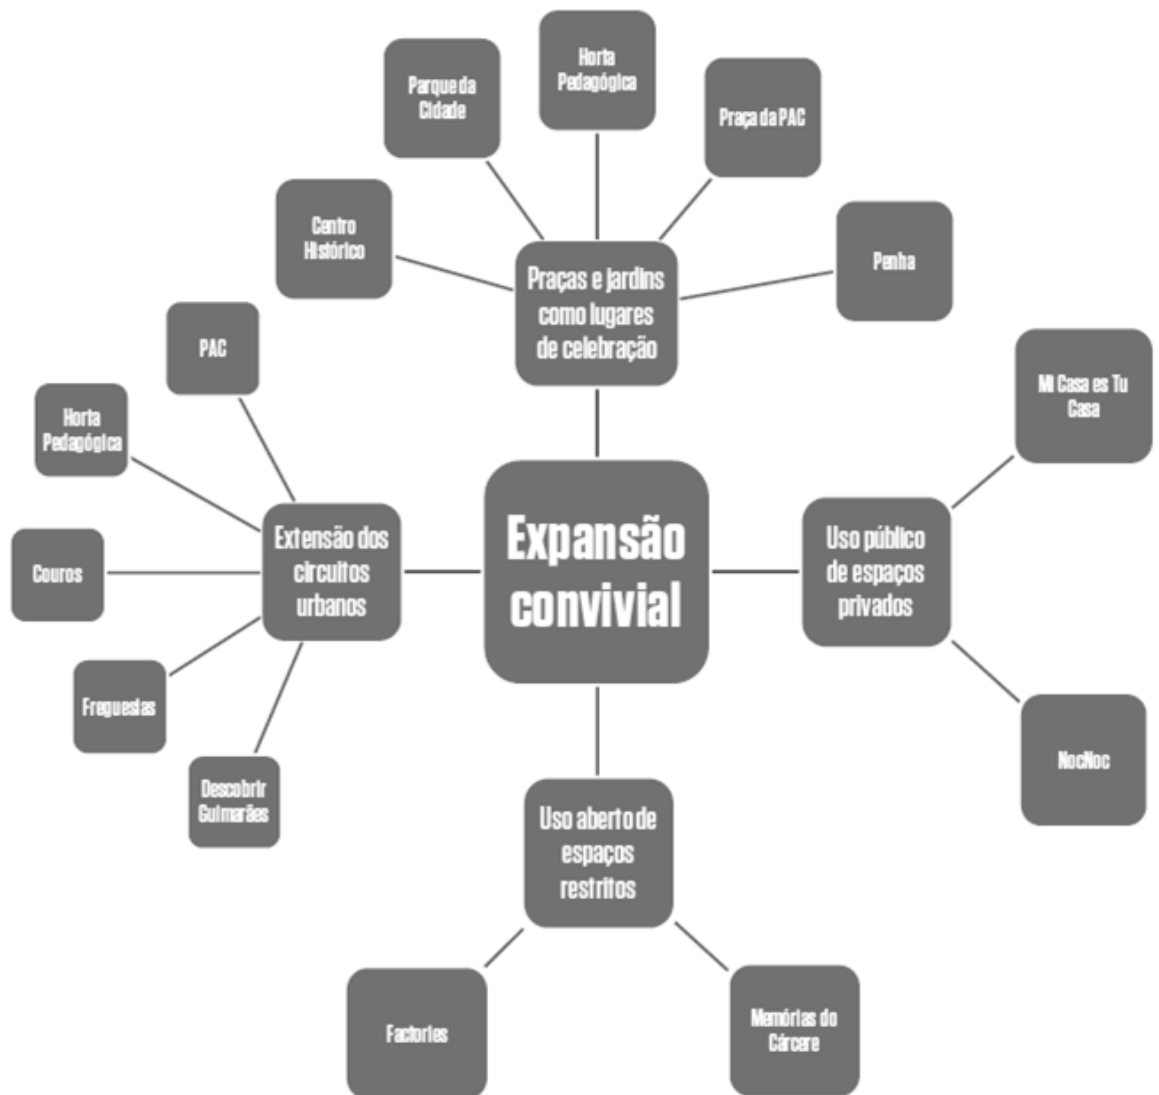 Horta
Pedagógica
Parque da
Cidade
Praça da PAC
Centro
Histórico
Penha
Praças e jardins
como lugares
de celebração
PAC
Mi Casa es Tu
Casa
Horta
Pedagógica
Expansão
convivial
Extensão dos
circuitos
urbanos
Uso público
de espaços
privados
Couros
Freguesias
NocNoc
Descobrir
Guimarães
Uso aberto de
espaços
restritos
Factories
Memórias do
Cárcere